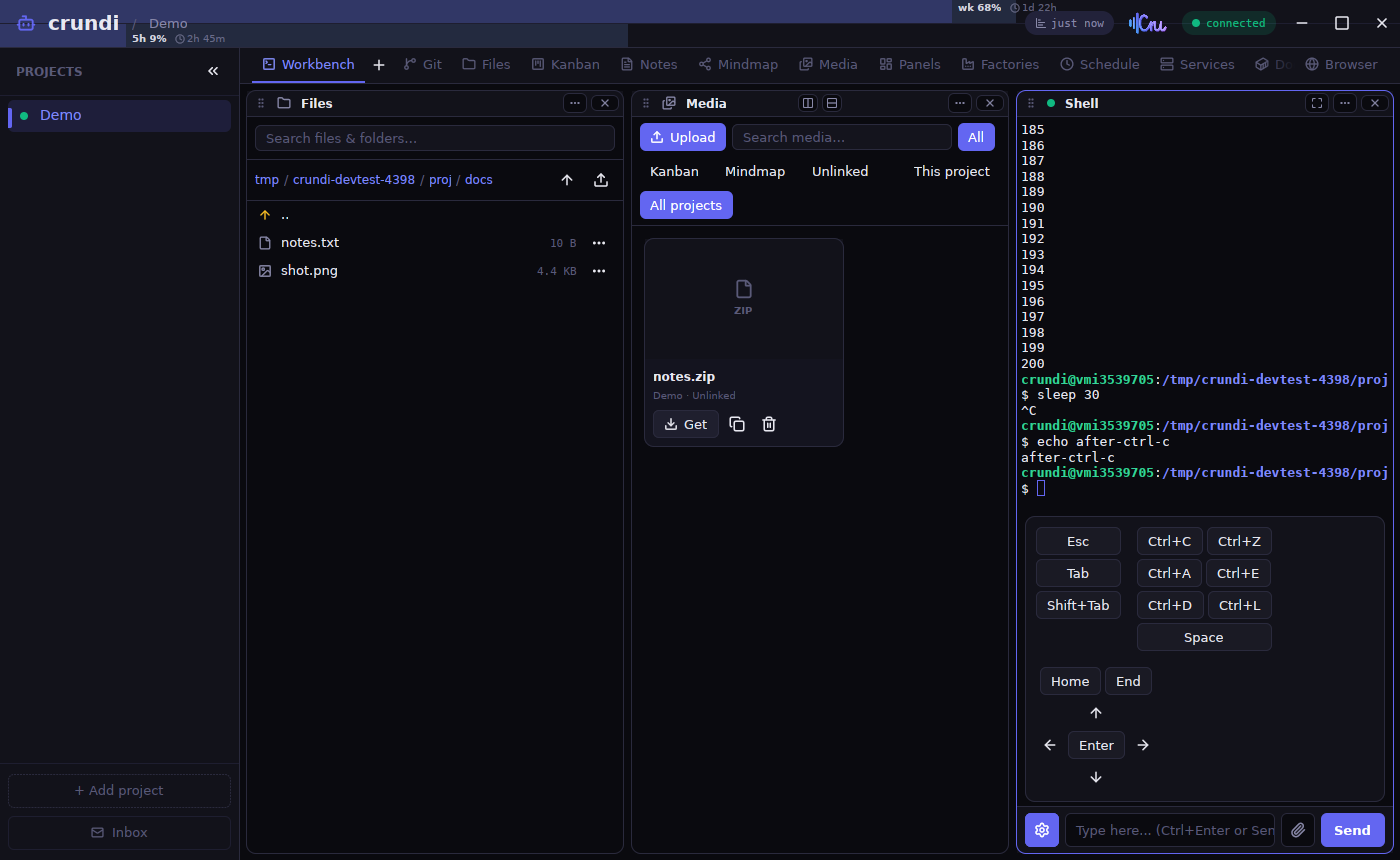 wk 68% 1d 22h
crundi / Demo
5h 9% 2h 45m
just now
Cru
connected
PROJECTS
Workbench
Git
Files
Kanban
Notes
Mindmap
Media
Panels
Factories
Schedule
Services
Do
Browser
Demo
+ Add project
Inbox
Files
Search files & folders...
tmp / crundi-devtest-4398 / proj / docs
..
notes.txt 10 B
shot.png 4.4 KB
Media
Upload
Search media...
All
Kanban Mindmap Unlinked This project
All projects
ZIP
notes.zip
Demo · Unlinked
Get
Shell
185
186
187
188
189
190
191
192
193
194
195
196
197
198
199
200
crundi@vmi3539705:/tmp/crundi-devtest-4398/proj
$ sleep 30
^C
crundi@vmi3539705:/tmp/crundi-devtest-4398/proj
$ echo after-ctrl-c
after-ctrl-c
crundi@vmi3539705:/tmp/crundi-devtest-4398/proj
$
Esc Ctrl+C Ctrl+Z
Tab Ctrl+A Ctrl+E
Shift+Tab Ctrl+D Ctrl+L
Space
Home End
Enter
Type here... (Ctrl+Enter or Sen
Send